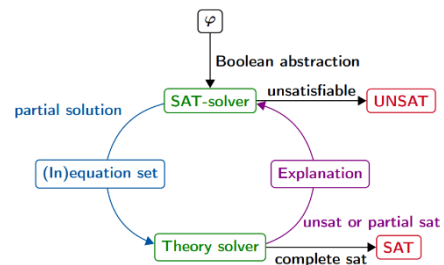 φ
Boolean abstraction
SAT-solver
unsatisfiable
UNSAT
partial solution
(In)equation set
Explanation
unsat or partial sat
Theory solver
complete sat
SAT